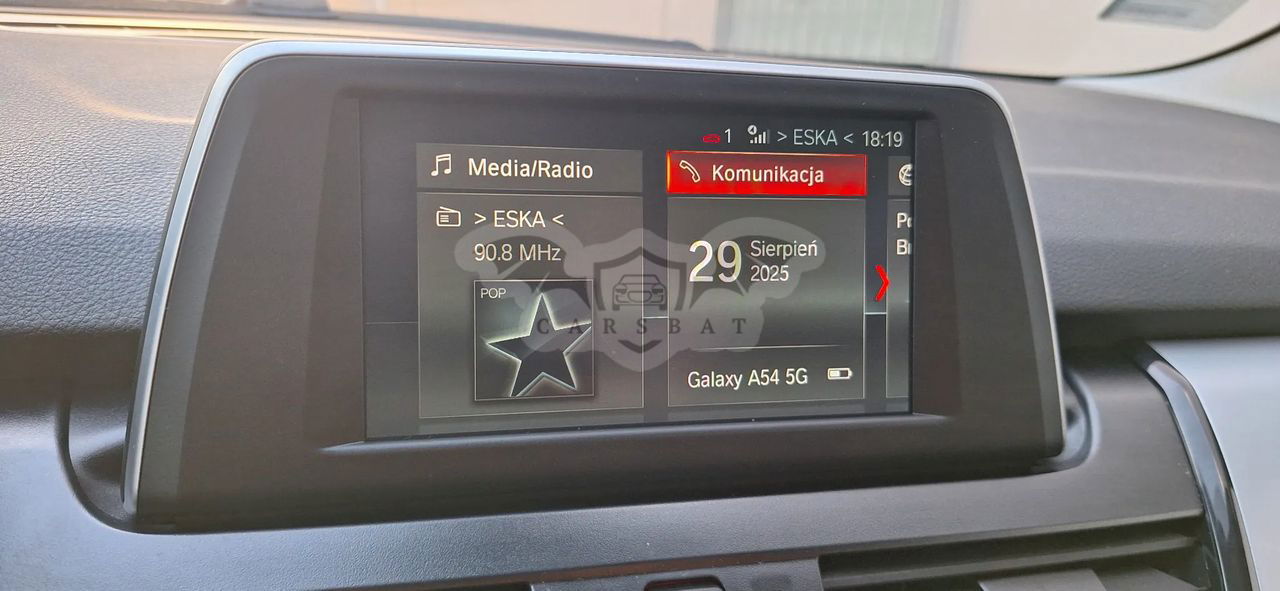 1 > ESKA < 18:19
Media/Radio
> ESKA <
90.8 MHz
POP
Komunikacja
29 Sierpień
2025
Galaxy A54 5G
CARSBAT